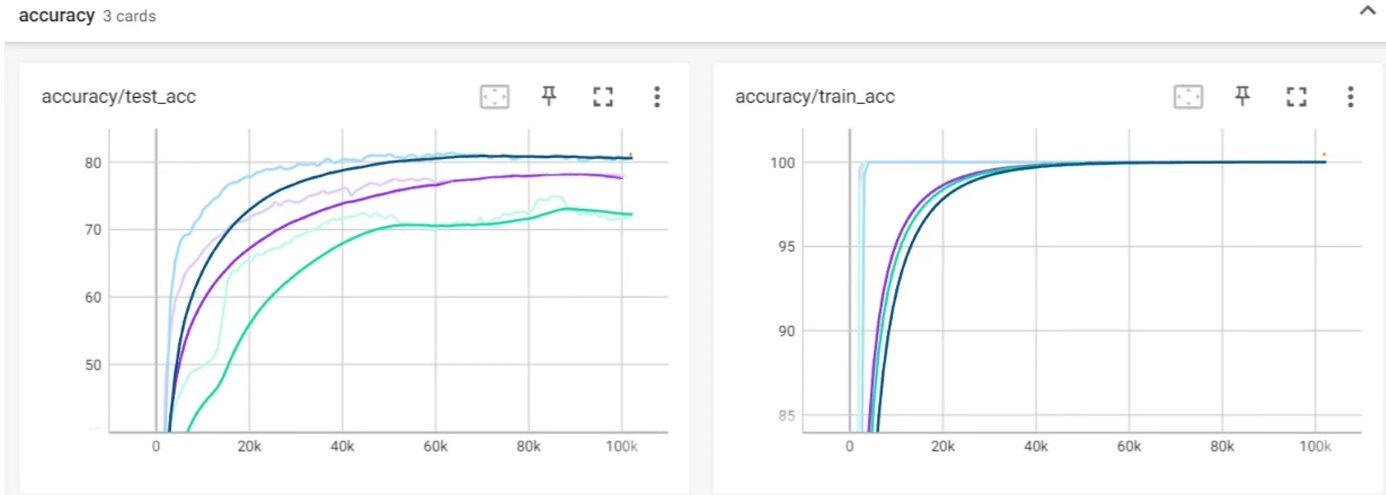 accuracy 3 cards
accuracy/test_acc
80
70
60
50
0 20k 40k 60k 80k 100k
accuracy/train_acc
100
95
90
85
0 20k 40k 60k 80k 100k